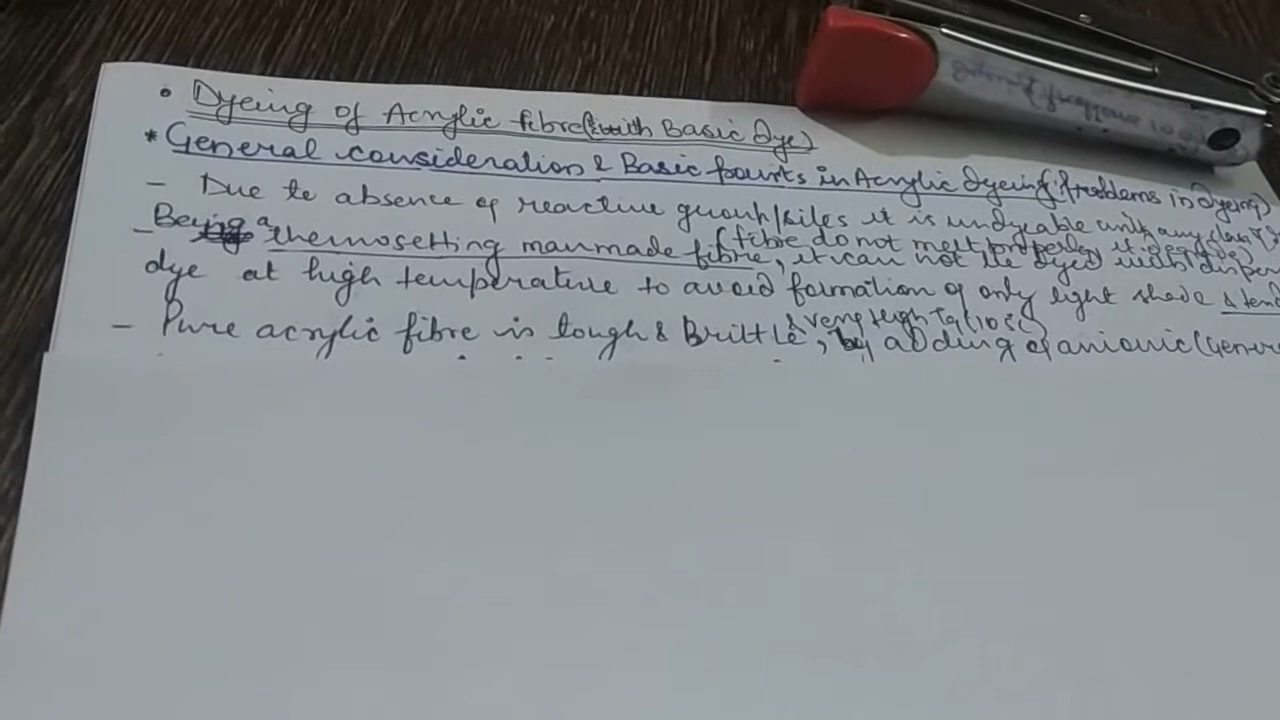 • Dyeing of Acrylic fibre (with Basic Dye)
* General consideration & Basic points in Acrylic Dyeing (Problems in Dyeing)
- Due to absence of reactive group/sites it is undyeable with any class of
(fibre do not melt properly it
- Being a thermosetting manmade fibre, it can not be dyed with
dye at high temperature to avoid formation of only light shade &
& very high Tg (105°C)
- Pure acrylic fibre is tough & Brittle, by adding of anionic